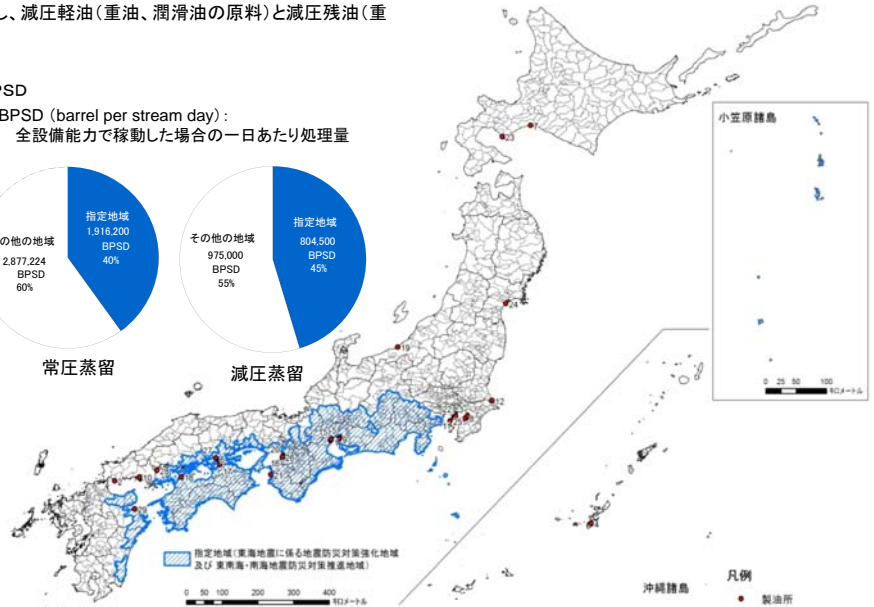 し、減圧軽油(重油、潤滑油の原料)と減圧残油(重
PSD
BPSD (barrel per stream day) :
全設備能力で稼動した場合の一日あたり処理量
指定地域
1,916,200
BPSD
40%
の他の地域
2,877,224
BPSD
60%
常圧蒸留
指定地域
804,500
BPSD
45%
その他の地域
975,000
BPSD
55%
減圧蒸留
小笠原諸島
0 25 50 100
キロメートル
7
23
24
19
12
10
29
指定地域(東海地震に係る地震防災対策強化地域
及び 東南海・南海地震防災対策推進地域)
0 50 100 200 300 400
キロメートル
沖縄諸島
凡例
製油所